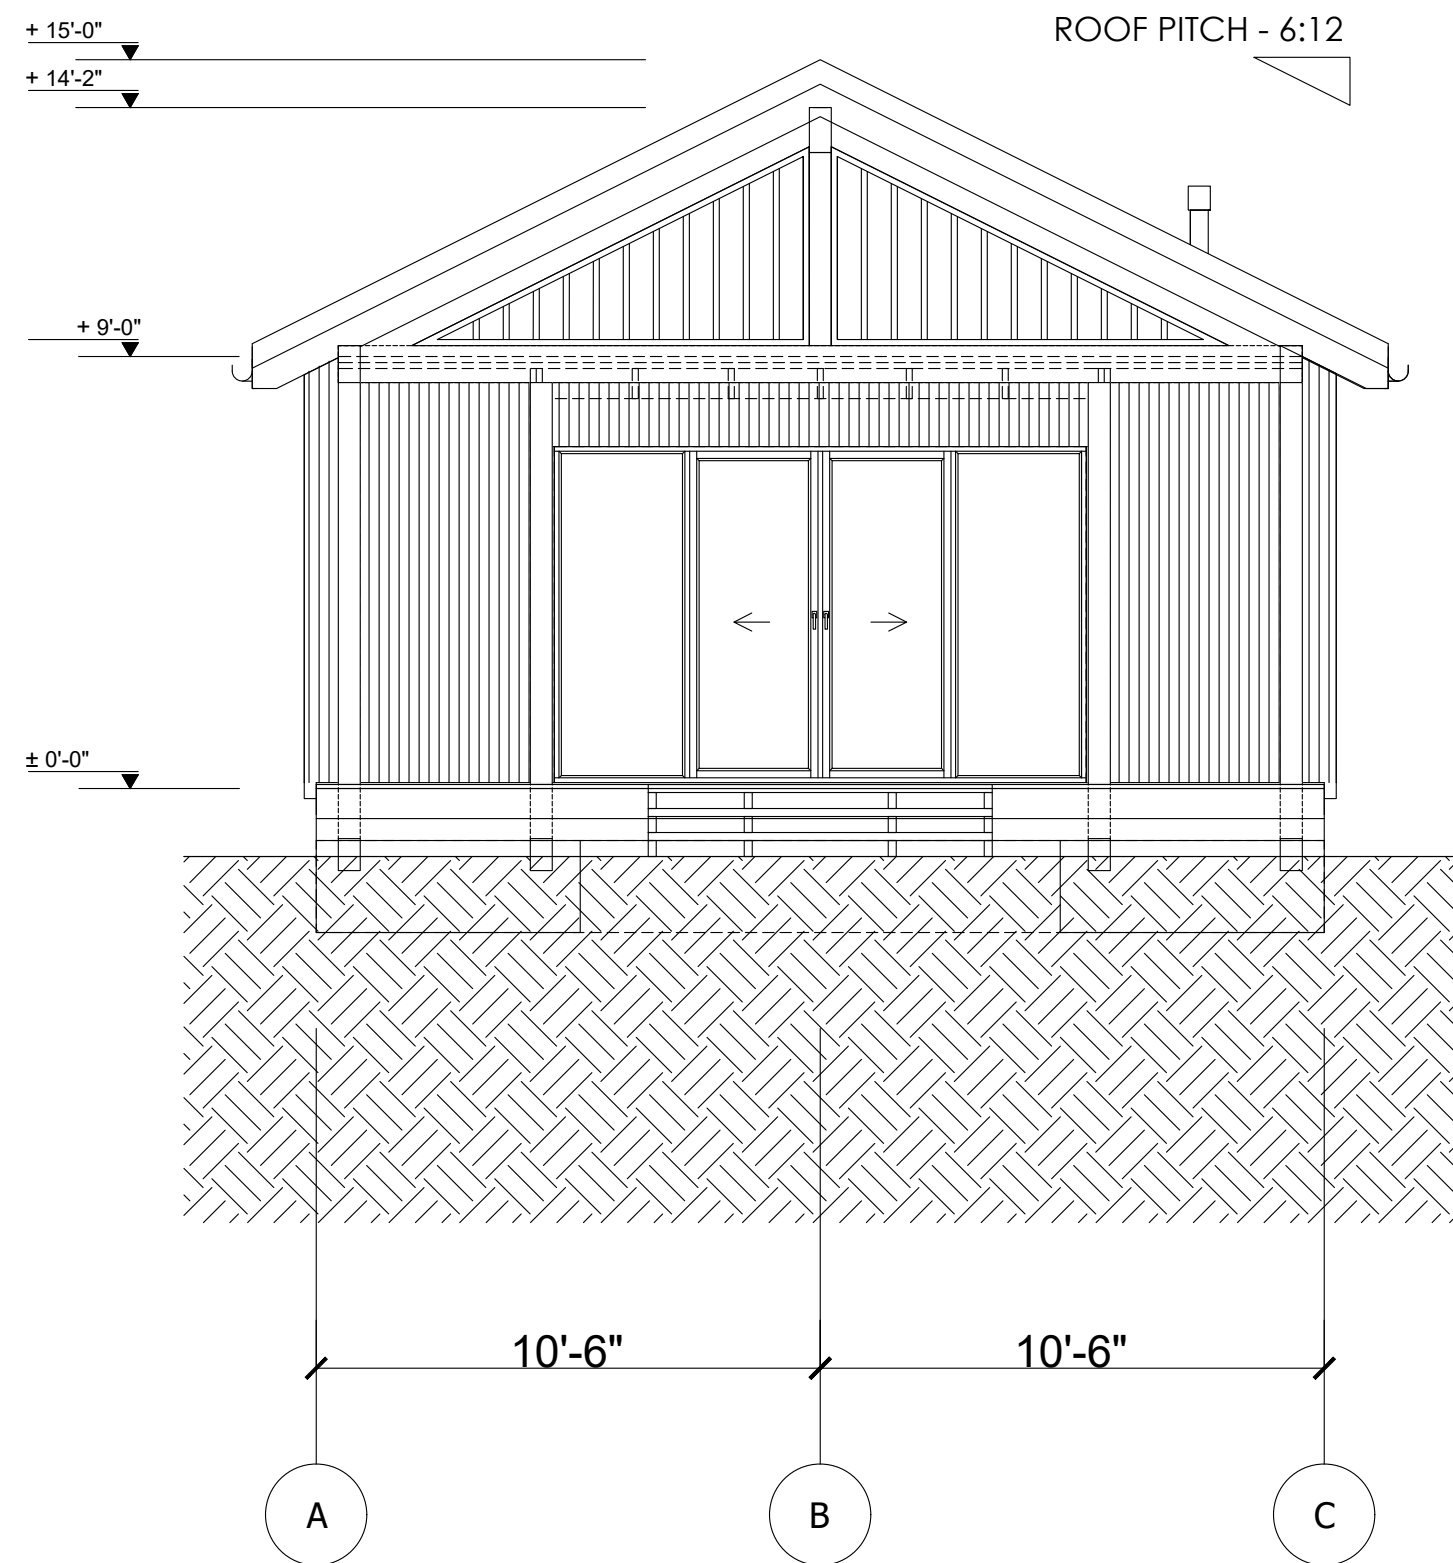 + 15'-0"
ROOF PITCH - 6:12
+ 14'-2"
+ 9'-0"
± 0'-0"
10'-6"
10'-6"
A
B
C